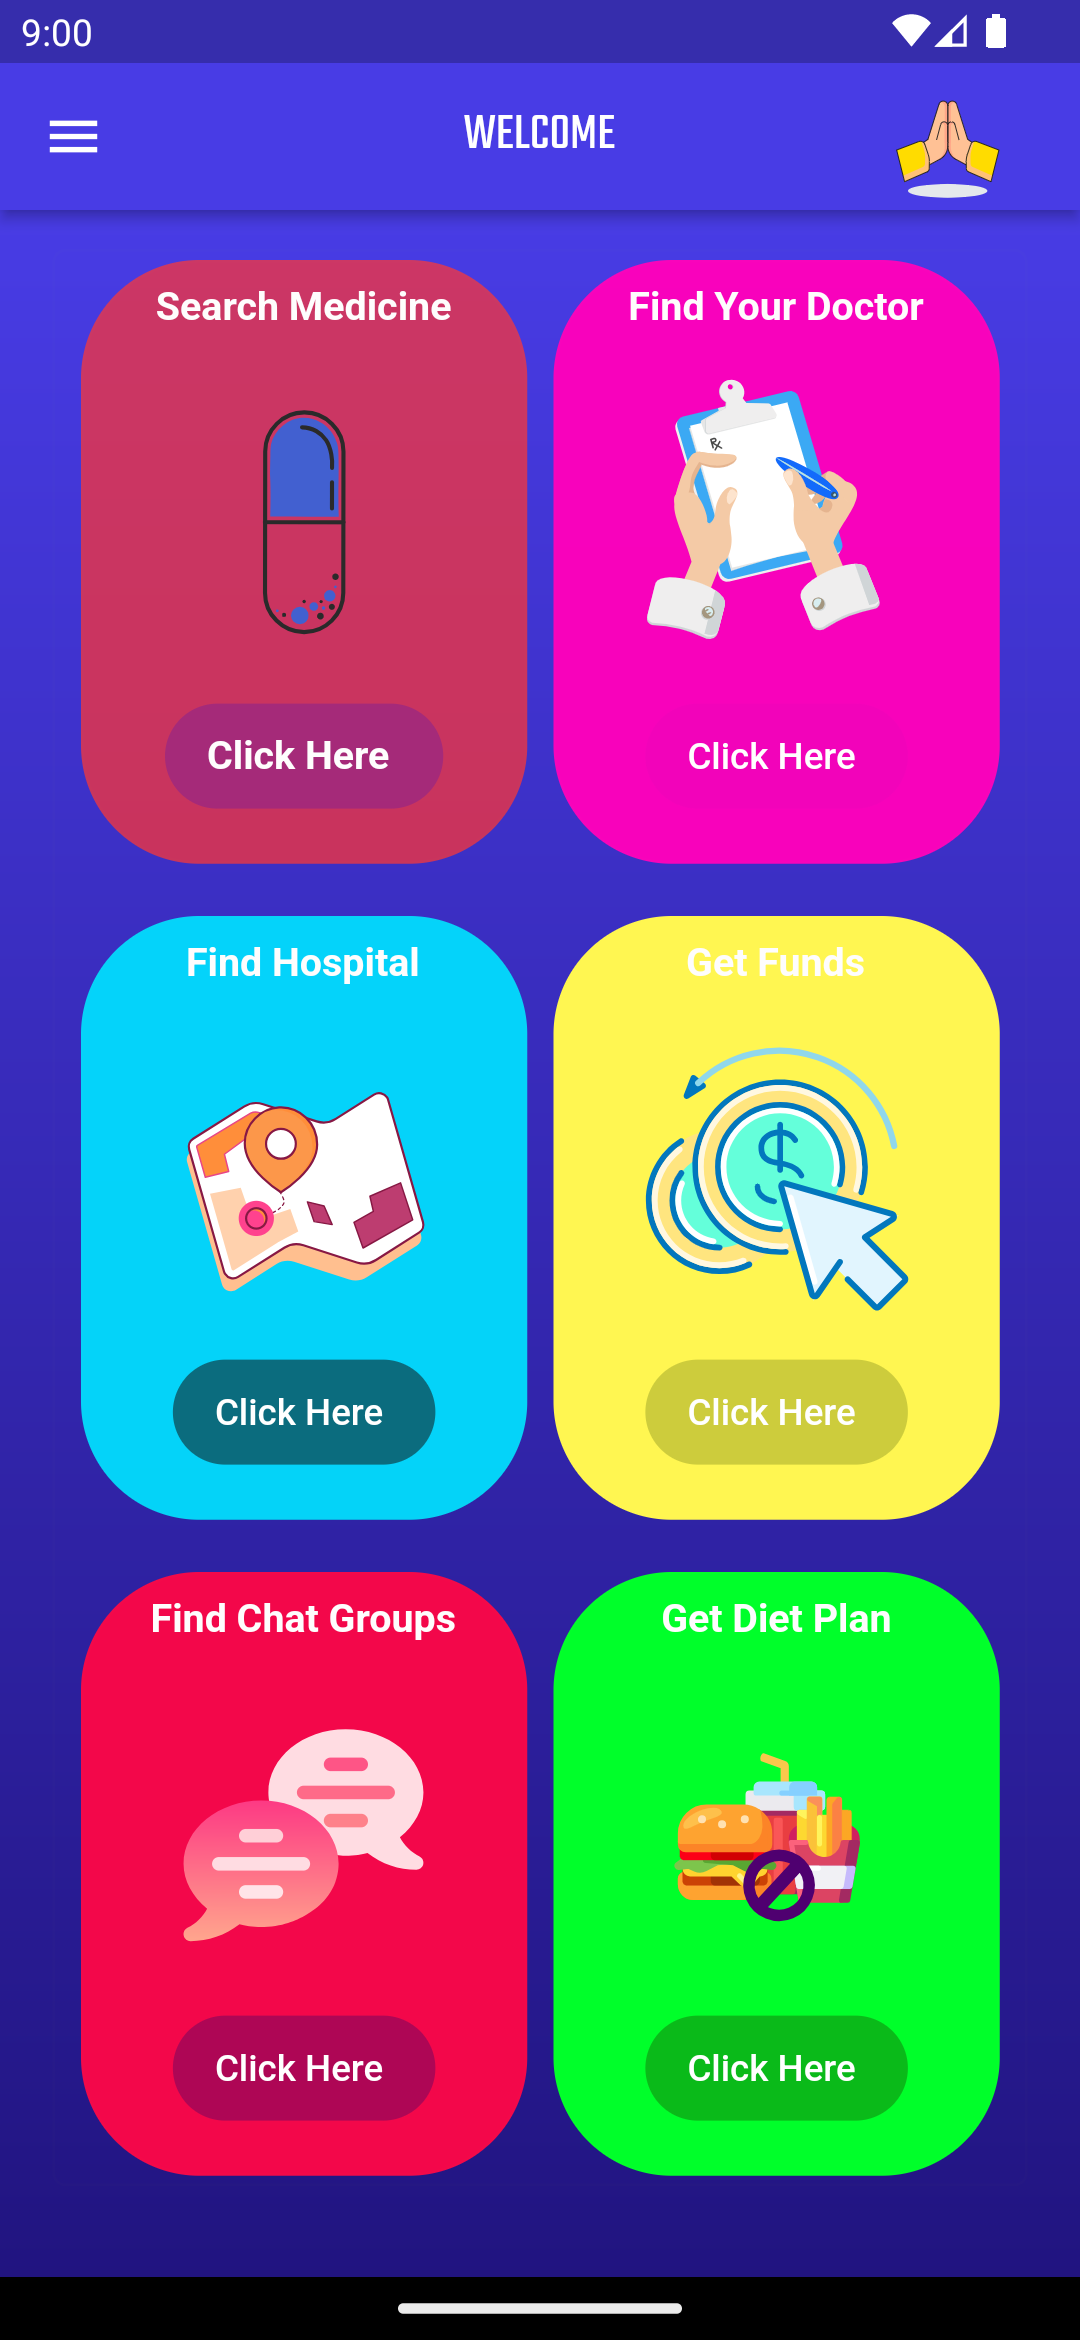 9:00
WELCOME
Search Medicine
Find Your Doctor
℞
Click Here
Click Here
Find Hospital
Get Funds
$
Click Here
Click Here
Find Chat Groups
Get Diet Plan
Click Here
Click Here